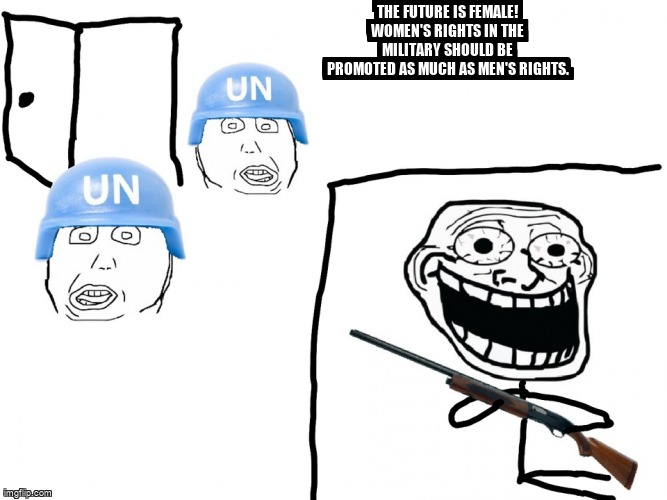 THE FUTURE IS FEMALE!
WOMEN'S RIGHTS IN THE
MILITARY SHOULD BE
PROMOTED AS MUCH AS MEN'S RIGHTS.
UN
UN
imgflip.com